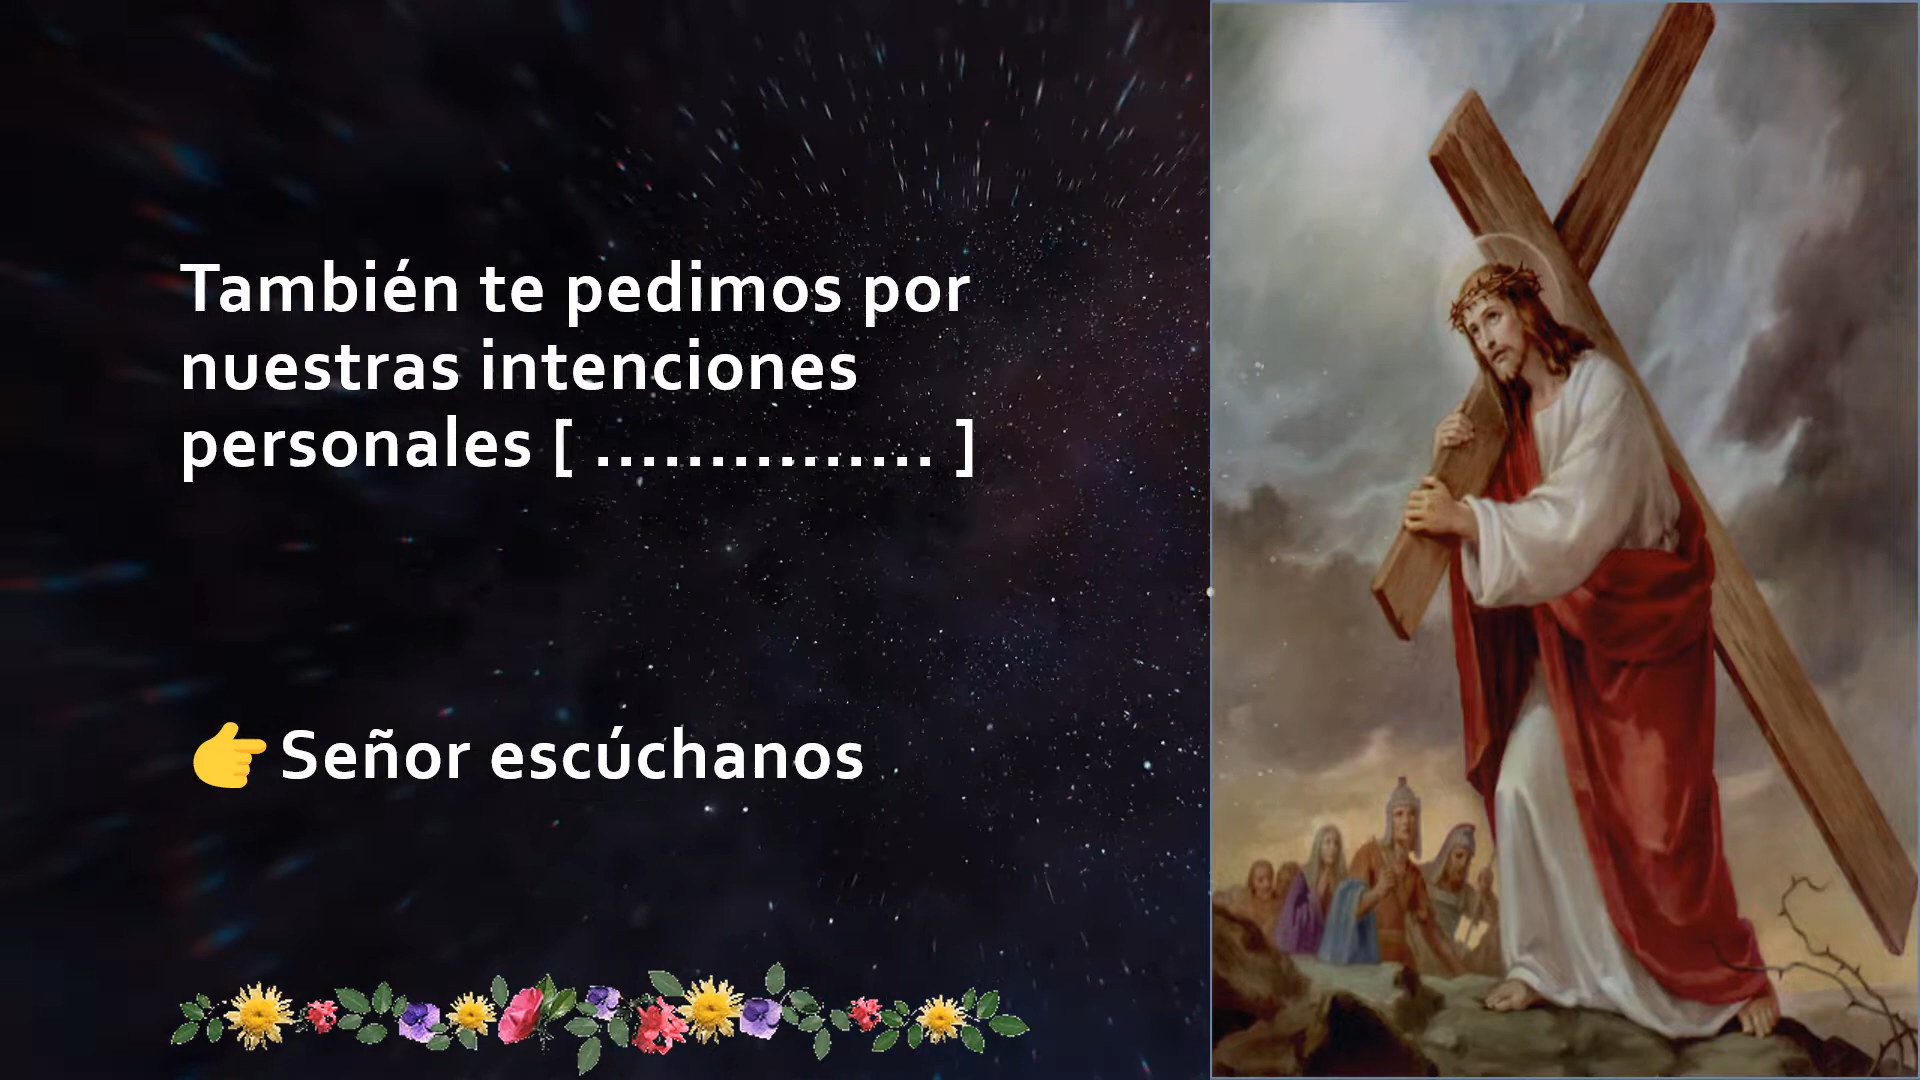 También te pedimos por
nuestras intenciones
personales [ ............... ]
👉 Señor escúchanos